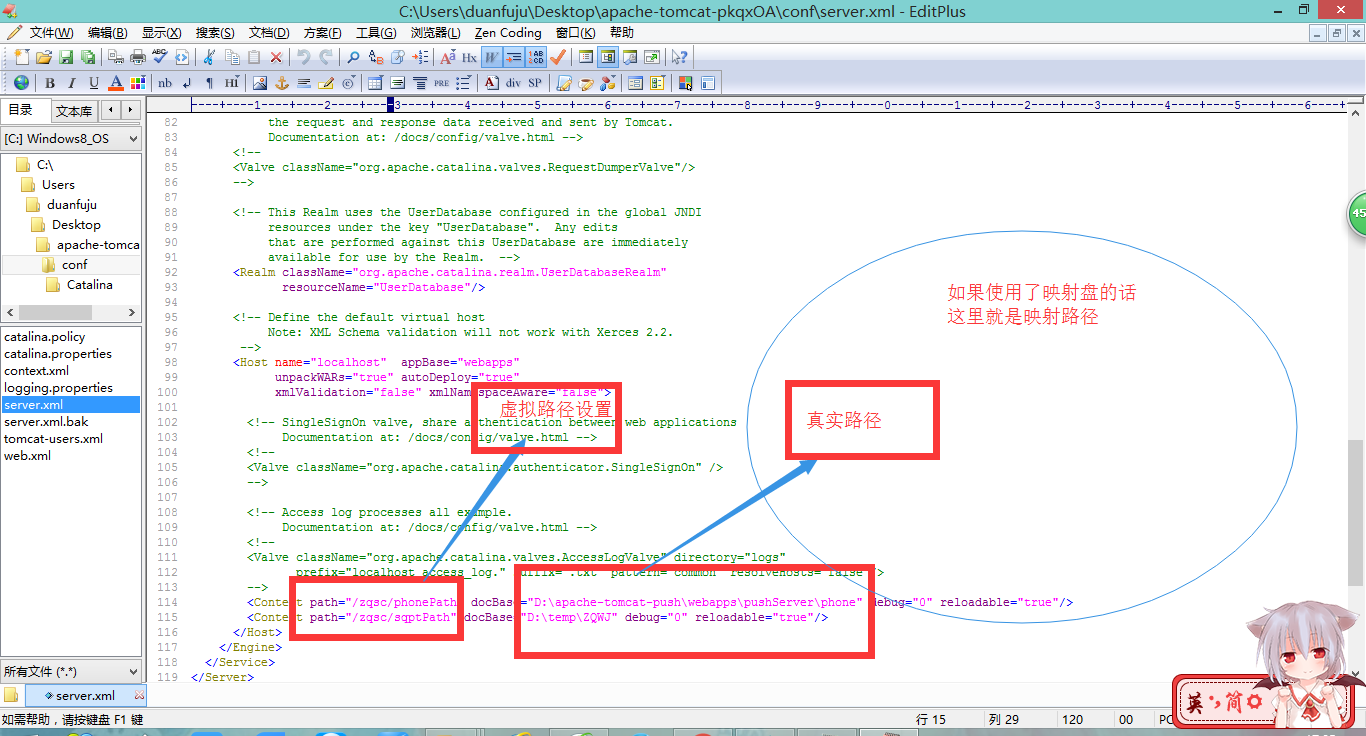 C:\Users\duanfuju\Desktop\apache-tomcat-pkqxOA\conf\server.xml - EditPlus
文件(W) 编辑(B) 显示(X) 搜索(S) 文档(D) 方案(F) 工具(G) 浏览器(L) Zen Coding 窗口(K) 帮助
目录 文本库
[C:] Windows8_OS
C:\
Users
duanfuju
Desktop
apache-tomca
conf
Catalina
catalina.policy
catalina.properties
context.xml
logging.properties
server.xml
server.xml.bak
tomcat-users.xml
web.xml
所有文件 (*.*)
82 the request and response data received and sent by Tomcat.
83 Documentation at: /docs/config/valve.html -->
84 <!--
85 <Valve className="org.apache.catalina.valves.RequestDumperValve"/>
86 -->
87
88 <!-- This Realm uses the UserDatabase configured in the global JNDI
89 resources under the key "UserDatabase".  Any edits
90 that are performed against this UserDatabase are immediately
91 available for use by the Realm.  -->
92 <Realm className="org.apache.catalina.realm.UserDatabaseRealm"
93 resourceName="UserDatabase"/>
94
95 <!-- Define the default virtual host
96 Note: XML Schema validation will not work with Xerces 2.2.
97 -->
98 <Host name="localhost"  appBase="webapps"
99 unpackWARs="true" autoDeploy="true"
100 xmlValidation="false" xmlNamespaceAware="false">
101
102 <!-- SingleSignOn valve, share authentication between web applications
103 Documentation at: /docs/config/valve.html -->
104 <!--
105 <Valve className="org.apache.catalina.authenticator.SingleSignOn" />
106 -->
107
108 <!-- Access log processes all example.
109 Documentation at: /docs/config/valve.html -->
110 <!--
111 <Valve className="org.apache.catalina.valves.AccessLogValve" directory="logs"
112 prefix="localhost_access_log." suffix=".txt" pattern="common" resolveHosts="false"/>
113 -->
114 <Context path="/zqsc/phonePath" docBase="D:\apache-tomcat-push\webapps\pushServer\phone" debug="0" reloadable="true"/>
115 <Context path="/zqsc/sqptPath" docBase="D:\temp\ZQWJ" debug="0" reloadable="true"/>
116 </Host>
117 </Engine>
118 </Service>
119 </Server>
虚拟路径设置
真实路径
如果使用了映射盘的话
这里就是映射路径
45
英 简
server.xml
如需帮助，请按键盘 F1 键 行 15 列 29 120 00 PC